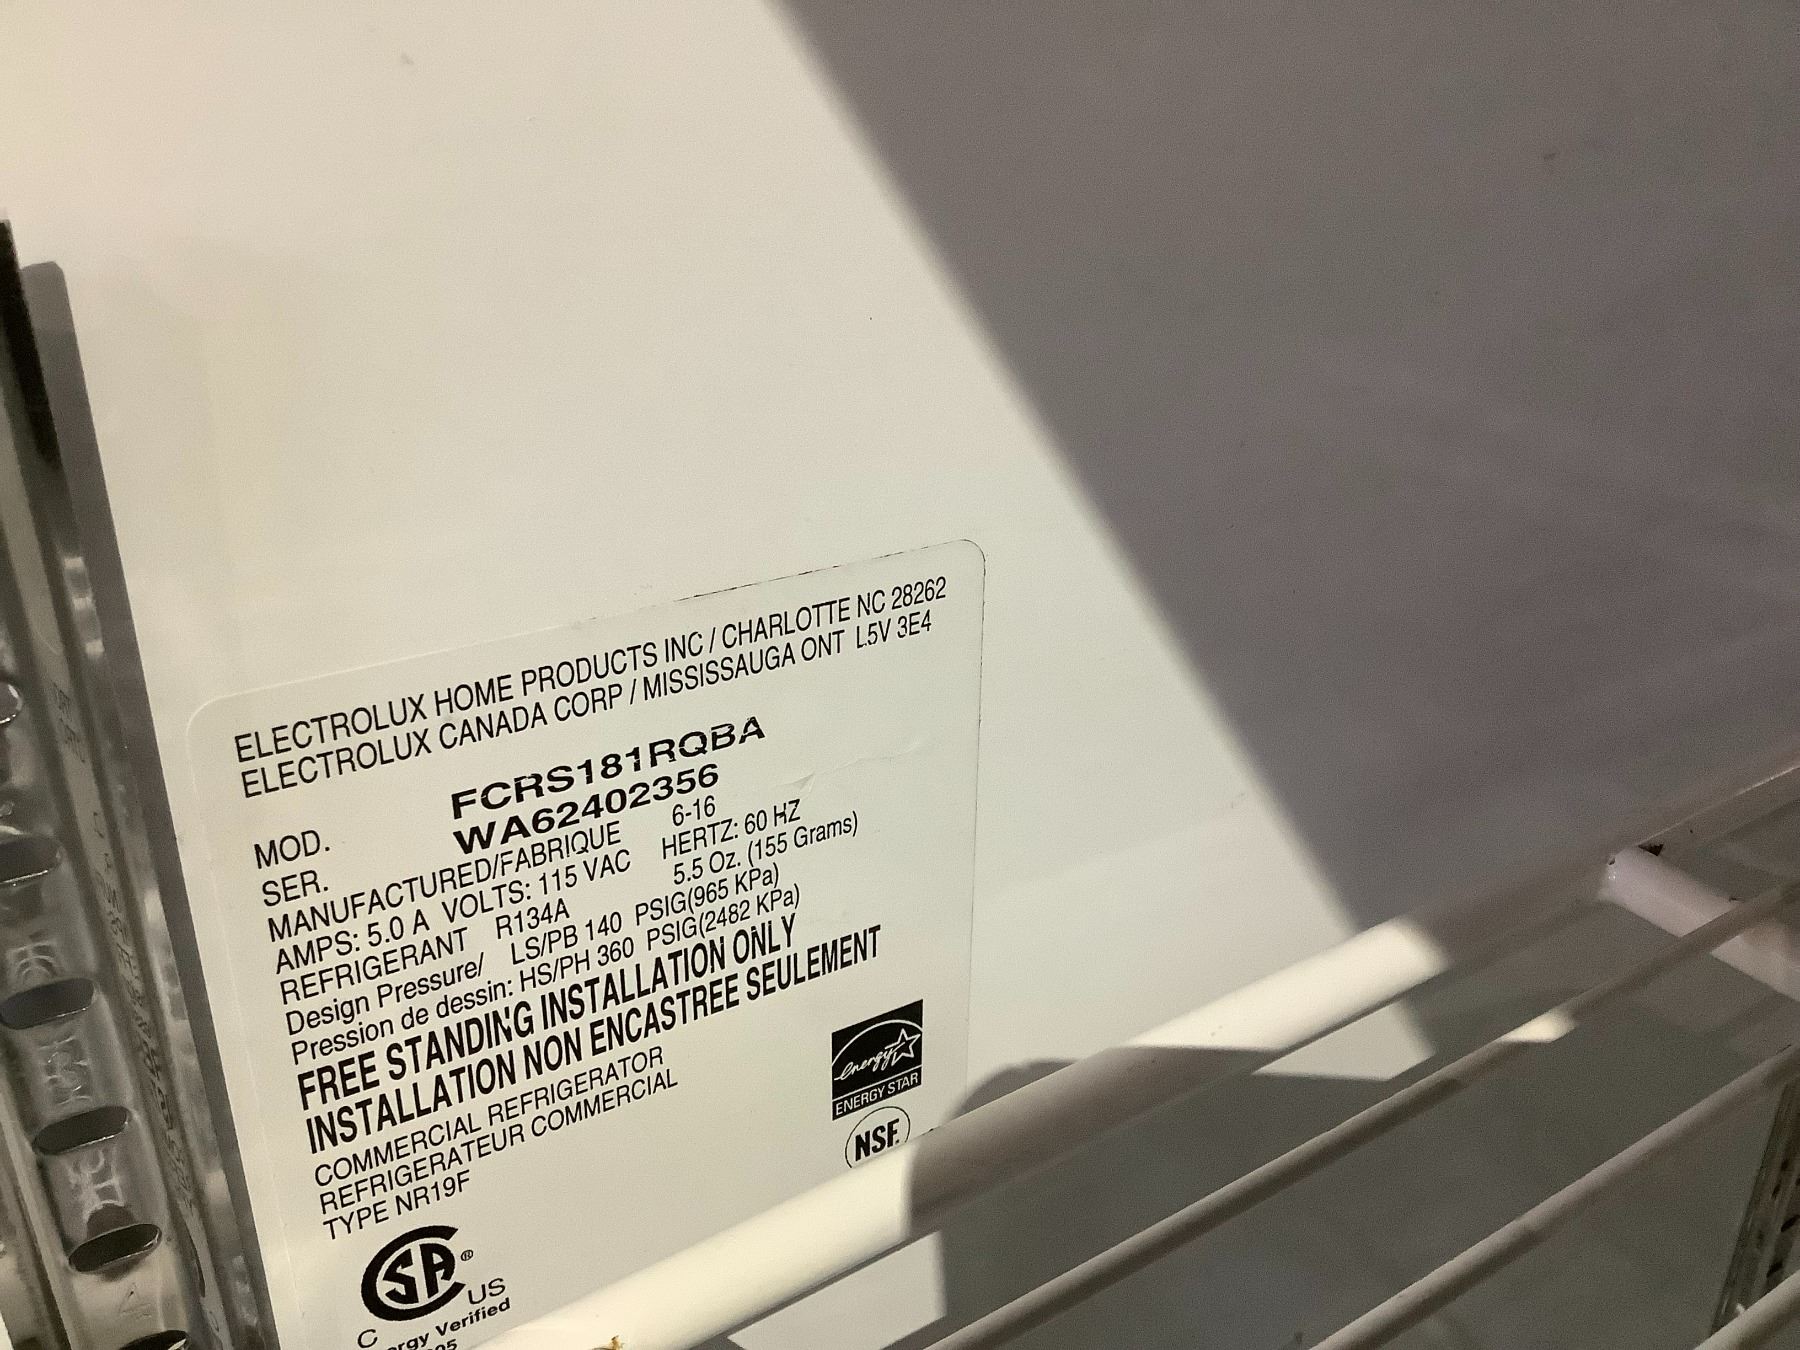 ELECTROLUX HOME PRODUCTS INC / CHARLOTTE NC 28262
ELECTROLUX CANADA CORP / MISSISSAUGA ONT L5V 3E4
MOD. FCRS181RQBA
SER. WA62402356
MANUFACTURED/FABRIQUE 6-16
AMPS: 5.0 A VOLTS: 115 VAC HERTZ: 60 HZ
REFRIGERANT R134A 5.5 Oz. (155 Grams)
Design Pressure/ LS/PB 140 PSIG(965 KPa)
Pression de dessin: HS/PH 360 PSIG(2482 KPa)
FREE STANDING INSTALLATION ONLY
INSTALLATION NON ENCASTREE SEULEMENT
COMMERCIAL REFRIGERATOR
REFRIGERATEUR COMMERCIAL
TYPE NR19F
energy
ENERGY STAR
NSF
SA ®
C US
Verified